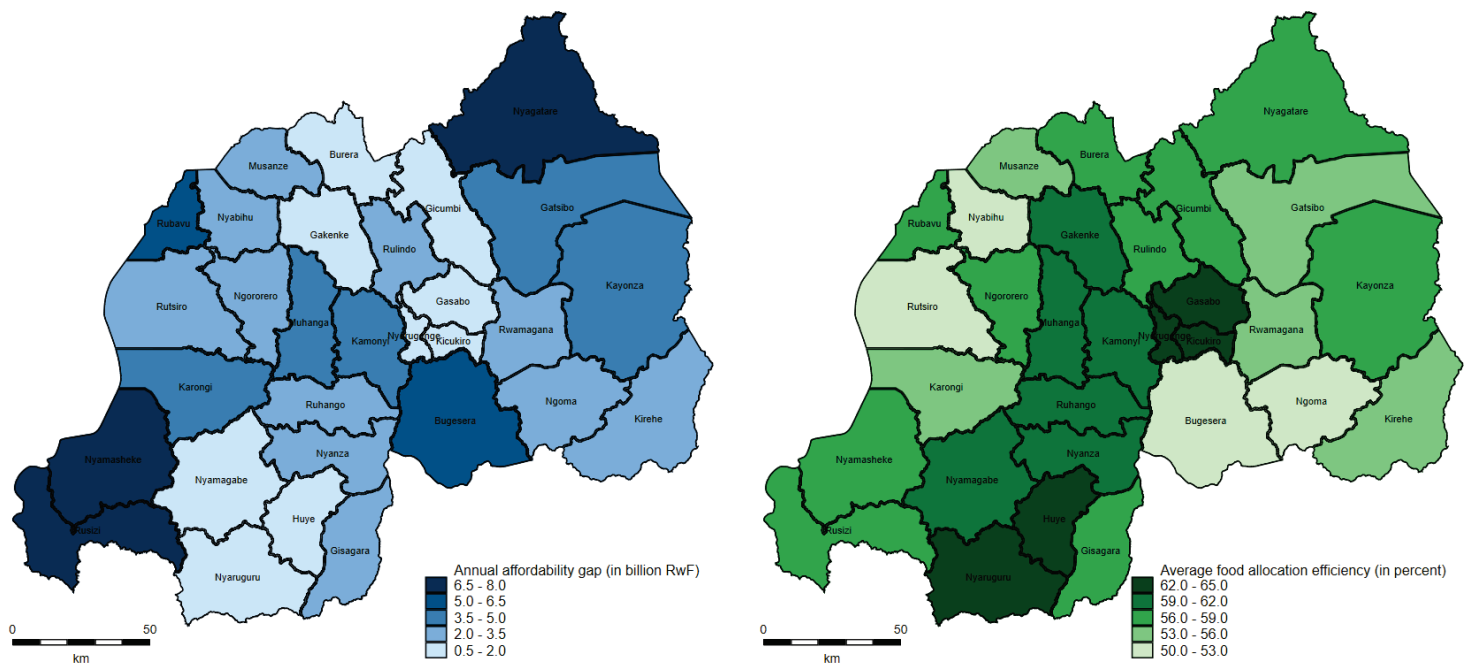 Nyagatare
Burera
Musanze
Gatsibo
Gicumbi
Nyabihu
Rubavu
Gakenke
Rulindo
Kayonza
Ngororero
Gasabo
Rutsiro
Muhanga
Rwamagana
Nyarugenge
Kicukiro
Kamonyi
Karongi
Ngoma
Ruhango
Bugesera
Kirehe
Nyanza
Nyamasheke
Nyamagabe
Huye
Rusizi
Gisagara
Nyaruguru
Annual affordability gap (in billion RwF)
6.5 - 8.0
5.0 - 6.5
3.5 - 5.0
2.0 - 3.5
0.5 - 2.0
0 50
km
Nyagatare
Burera
Musanze
Gatsibo
Gicumbi
Nyabihu
Rubavu
Gakenke
Rulindo
Kayonza
Ngororero
Gasabo
Rutsiro
Muhanga
Rwamagana
Nyarugenge
Kicukiro
Kamonyi
Karongi
Ngoma
Ruhango
Bugesera
Kirehe
Nyanza
Nyamasheke
Nyamagabe
Huye
Rusizi
Gisagara
Nyaruguru
Average food allocation efficiency (in percent)
62.0 - 65.0
59.0 - 62.0
56.0 - 59.0
53.0 - 56.0
50.0 - 53.0
0 50
km